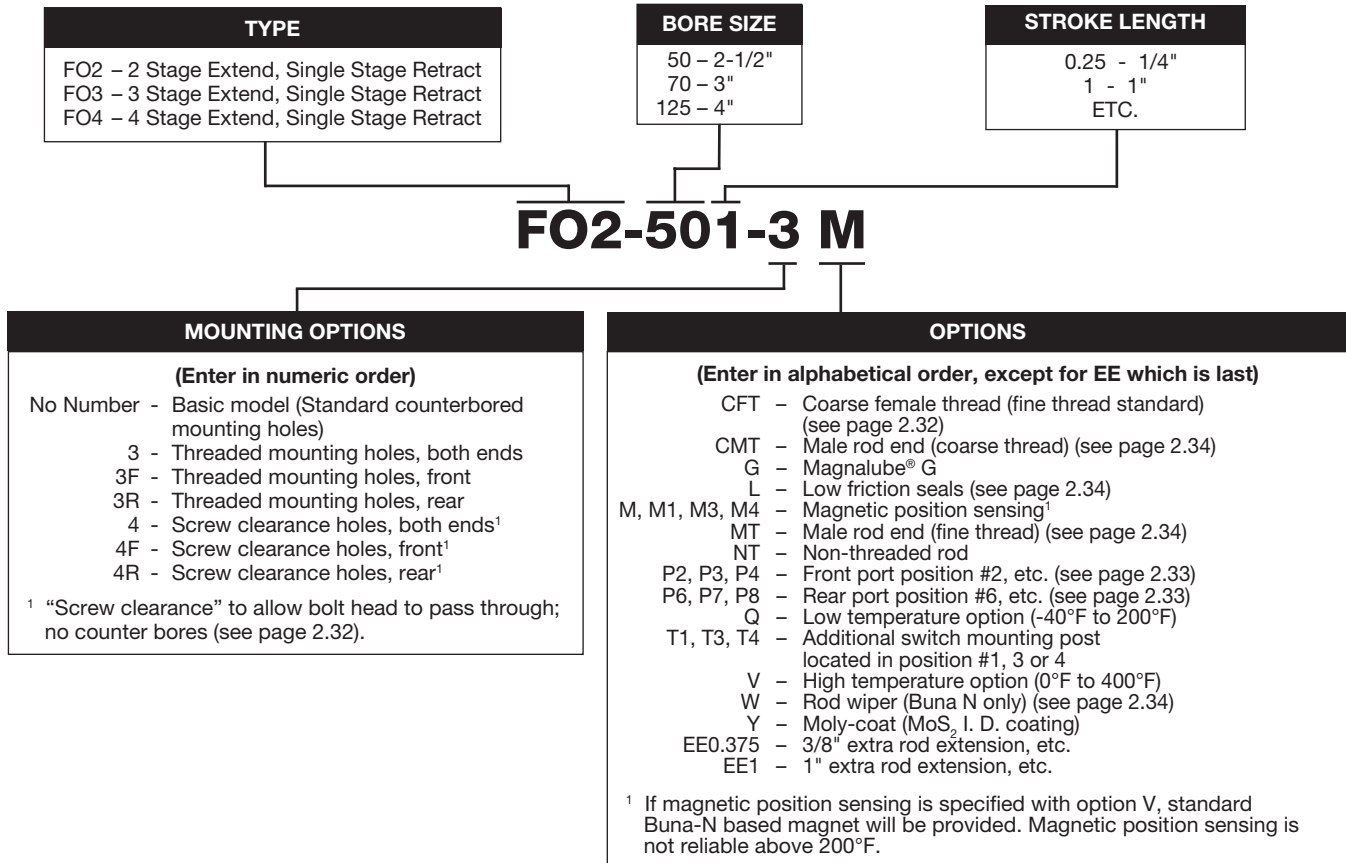 TYPE
FO2 – 2 Stage Extend, Single Stage Retract
FO3 – 3 Stage Extend, Single Stage Retract
FO4 – 4 Stage Extend, Single Stage Retract
BORE SIZE
50 – 2-1/2"
70 – 3"
125 – 4"
STROKE LENGTH
0.25 - 1/4"
1 - 1"
ETC.
FO2-501-3 M
MOUNTING OPTIONS
(Enter in numeric order)
No Number - Basic model (Standard counterbored
mounting holes)
3 - Threaded mounting holes, both ends
3F - Threaded mounting holes, front
3R - Threaded mounting holes, rear
4 - Screw clearance holes, both ends¹
4F - Screw clearance holes, front¹
4R - Screw clearance holes, rear¹
¹ "Screw clearance" to allow bolt head to pass through;
no counter bores (see page 2.32).
OPTIONS
(Enter in alphabetical order, except for EE which is last)
CFT – Coarse female thread (fine thread standard)
(see page 2.32)
CMT – Male rod end (coarse thread) (see page 2.34)
G – Magnalube® G
L – Low friction seals (see page 2.34)
M, M1, M3, M4 – Magnetic position sensing¹
MT – Male rod end (fine thread) (see page 2.34)
NT – Non-threaded rod
P2, P3, P4 – Front port position #2, etc. (see page 2.33)
P6, P7, P8 – Rear port position #6, etc. (see page 2.33)
Q – Low temperature option (-40°F to 200°F)
T1, T3, T4 – Additional switch mounting post
located in position #1, 3 or 4
V – High temperature option (0°F to 400°F)
W – Rod wiper (Buna N only) (see page 2.34)
Y – Moly-coat (MoS₂ I. D. coating)
EE0.375 – 3/8" extra rod extension, etc.
EE1 – 1" extra rod extension, etc.
¹ If magnetic position sensing is specified with option V, standard
Buna-N based magnet will be provided. Magnetic position sensing is
not reliable above 200°F.